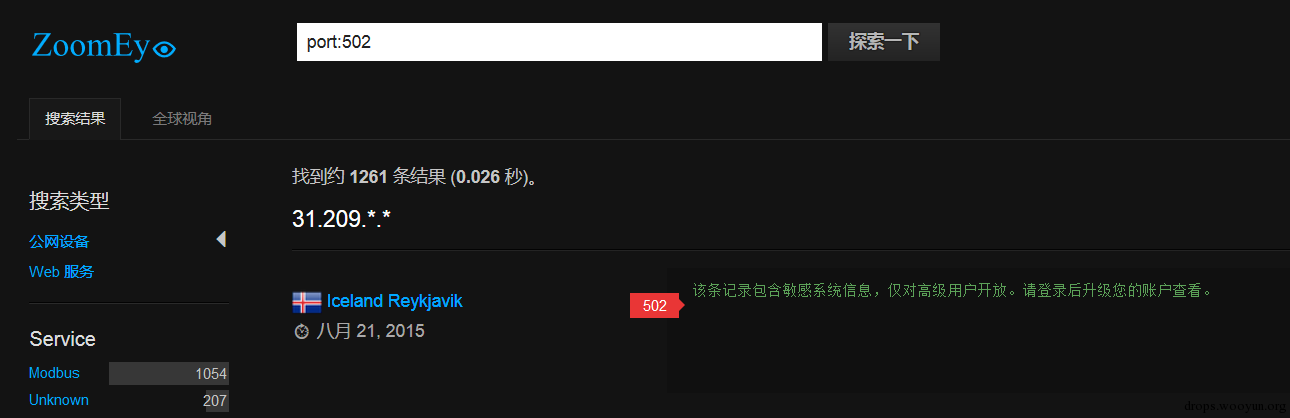 ZoomEye
port:502
探索一下
搜索结果
全球视角
找到约 1261 条结果 (0.026 秒)。
搜索类型
31.209.*.*
公网设备
Web 服务
Iceland Reykjavik
502
该条记录包含敏感系统信息，仅对高级用户开放。请登录后升级您的账户查看。
八月 21, 2015
Service
Modbus 1054
Unknown 207
drops.wooyun.org